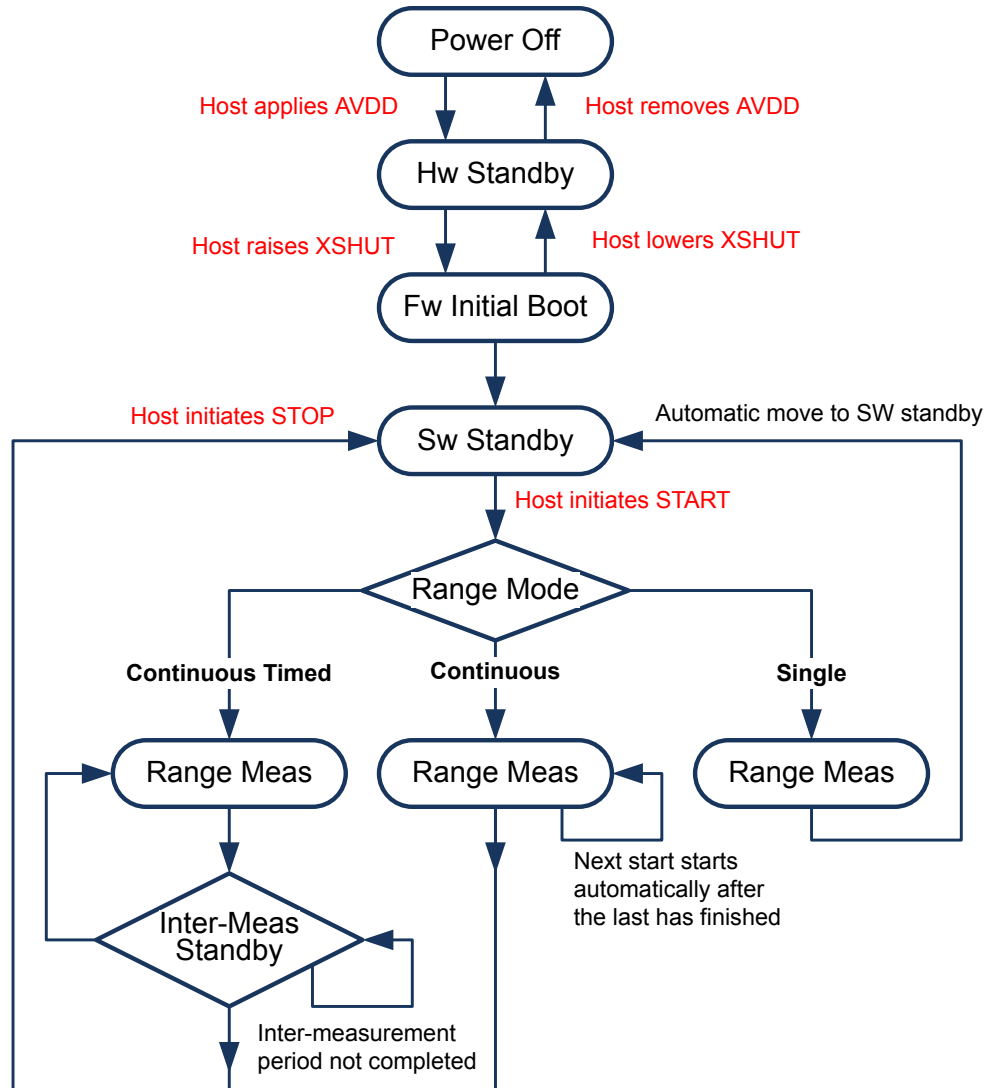 Power Off
Host applies AVDD
Host removes AVDD
Hw Standby
Host raises XSHUT
Host lowers XSHUT
Fw Initial Boot
Host initiates STOP
Automatic move to SW standby
Sw Standby
Host initiates START
Range Mode
Continuous Timed
Continuous
Single
Range Meas
Range Meas
Range Meas
Next start starts
automatically after
the last has finished
Inter-Meas
Standby
Inter-measurement
period not completed